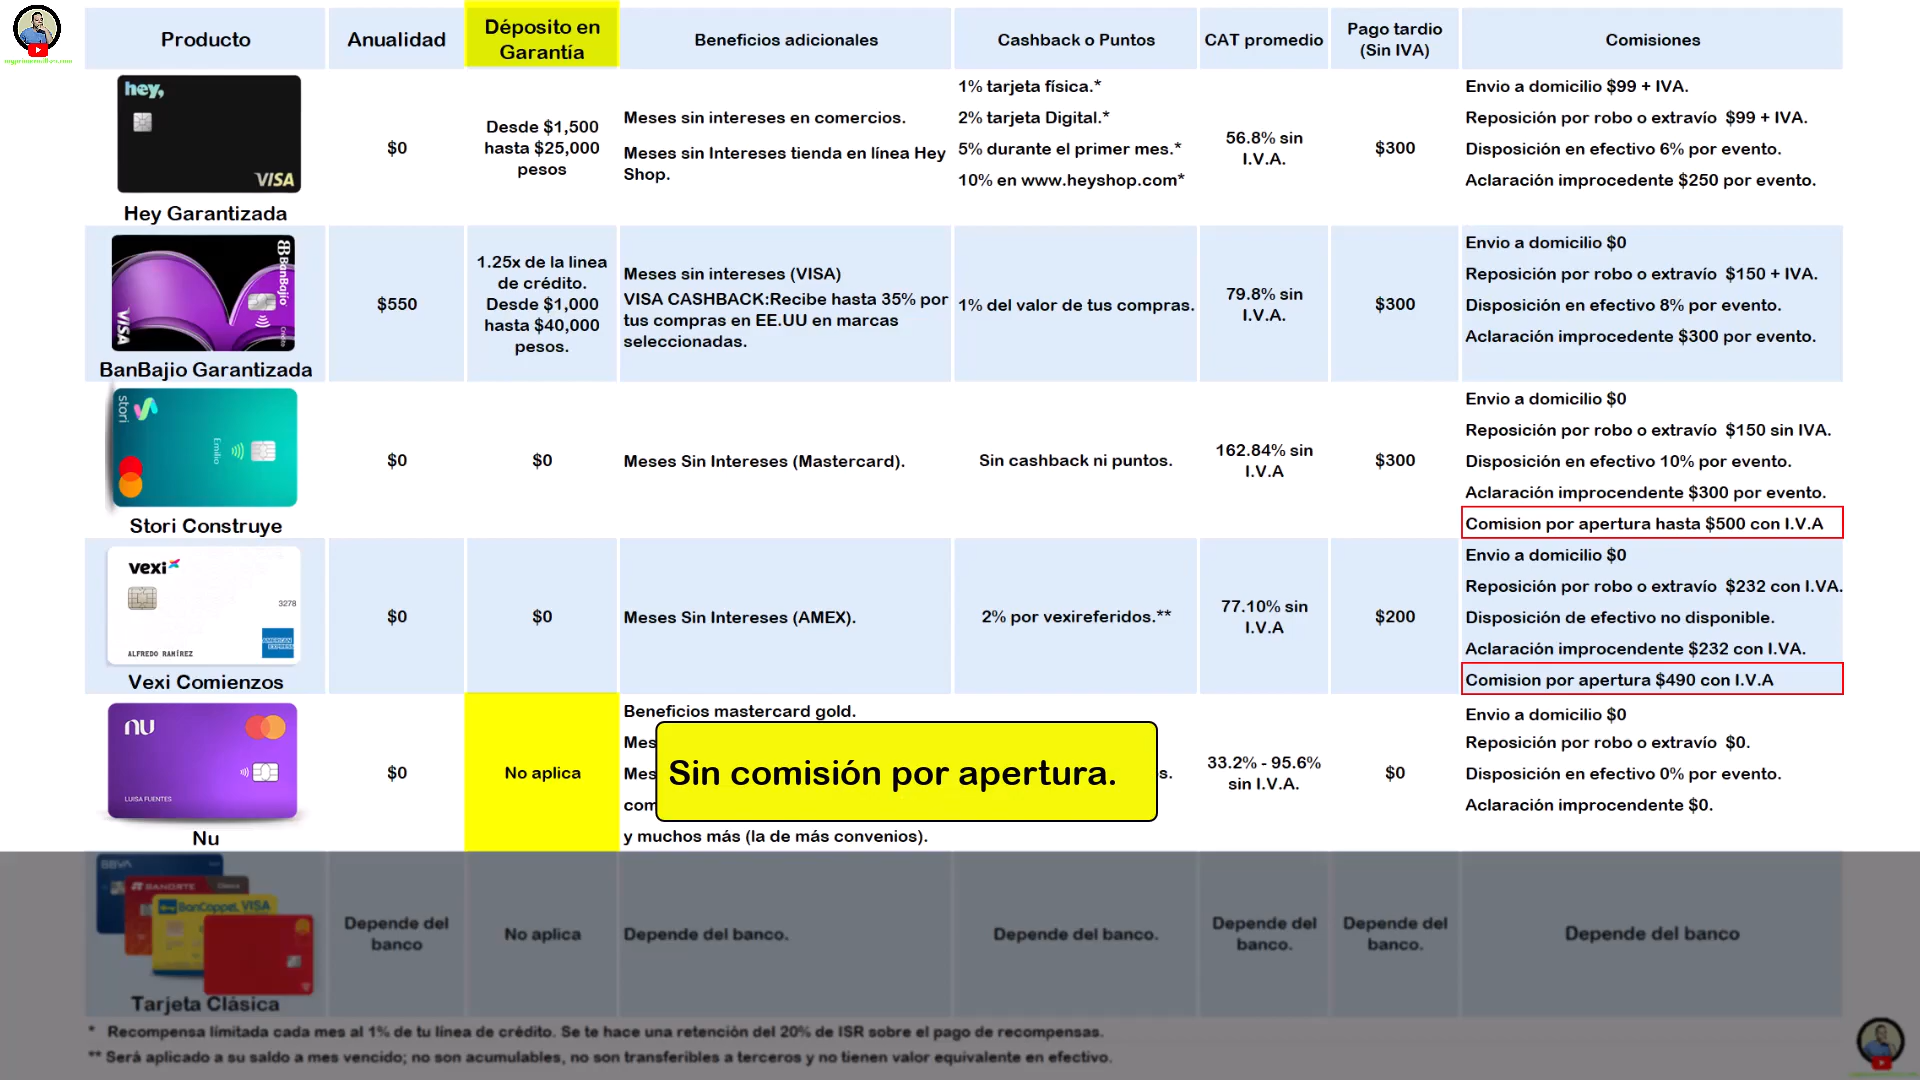 Producto
Anualidad
Déposito en
Garantía
Beneficios adicionales
Cashback o Puntos
CAT promedio
Pago tardio
(Sin IVA)
Comisiones
hey,
VISA
Hey Garantizada
$0
Desde $1,500
hasta $25,000
pesos
Meses sin intereses en comercios.
Meses sin Intereses tienda en línea Hey
Shop.
1% tarjeta física.*
2% tarjeta Digital.*
5% durante el primer mes.*
10% en www.heyshop.com*
56.8% sin
I.V.A.
$300
Envio a domicilio $99 + IVA.
Reposición por robo o extravío $99 + IVA.
Disposición en efectivo 6% por evento.
Aclaración improcedente $250 por evento.
BanBajío
VISA
BanBajio Garantizada
$550
1.25x de la linea
de crédito.
Desde $1,000
hasta $40,000
pesos.
Meses sin intereses (VISA)
VISA CASHBACK:Recibe hasta 35% por
tus compras en EE.UU en marcas
seleccionadas.
1% del valor de tus compras.
79.8% sin
I.V.A.
$300
Envio a domicilio $0
Reposición por robo o extravío $150 + IVA.
Disposición en efectivo 8% por evento.
Aclaración improcedente $300 por evento.
stori
Emilio
Stori Construye
$0
$0
Meses Sin Intereses (Mastercard).
Sin cashback ni puntos.
162.84% sin
I.V.A
$300
Envio a domicilio $0
Reposición por robo o extravío $150 sin IVA.
Disposición en efectivo 10% por evento.
Aclaración improcendente $300 por evento.
Comision por apertura hasta $500 con I.V.A
vexi
3278
AMERICAN
EXPRESS
ALFREDO RAMÍREZ
Vexi Comienzos
$0
$0
Meses Sin Intereses (AMEX).
2% por vexireferidos.**
77.10% sin
I.V.A
$200
Envio a domicilio $0
Reposición por robo o extravío $232 con I.VA.
Disposición de efectivo no disponible.
Aclaración improcendente $232 con I.VA.
Comision por apertura $490 con I.V.A
nu
LUISA FUENTES
Nu
$0
No aplica
Beneficios mastercard gold.
Sin comisión por apertura.
y muchos más (la de más convenios).
33.2% - 95.6%
sin I.V.A.
$0
Envio a domicilio $0
Reposición por robo o extravío $0.
Disposición en efectivo 0% por evento.
Aclaración improcendente $0.
BBVA
BANORTE
Clásica
BanCoppel VISA
Tarjeta Clásica
Depende del
banco
No aplica
Depende del banco.
Depende del banco.
Depende del
banco.
Depende del
banco.
Depende del banco
* Recompensa límitada cada mes al 1% de tu línea de crédito. Se te hace una retención del 20% de ISR sobre el pago de recompensas.
** Será aplicado a su saldo a mes vencido; no son acumulables, no son transferibles a terceros y no tienen valor equivalente en efectivo.